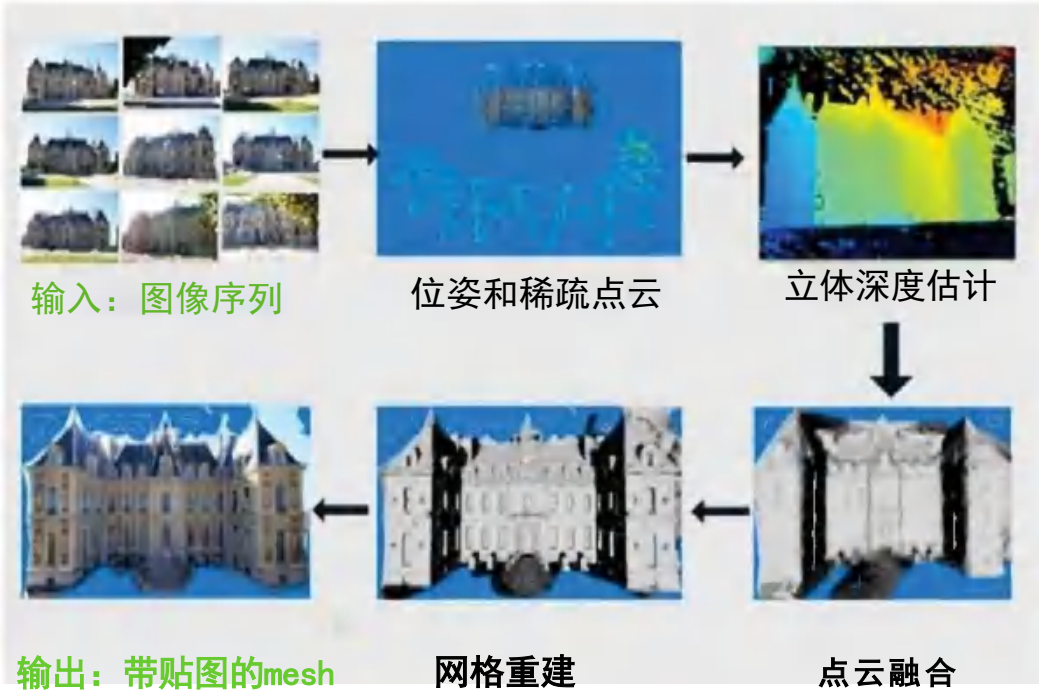 输入：图像序列
位姿和稀疏点云
立体深度估计
输出：带贴图的mesh
网格重建
点云融合